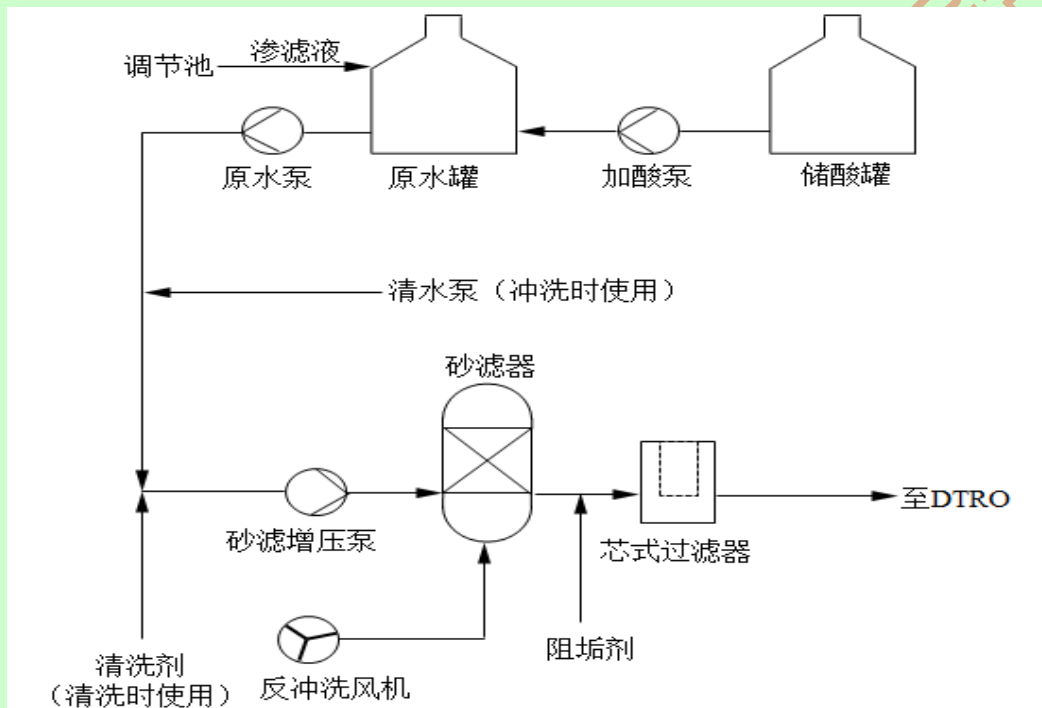 调节池
渗滤液
原水泵
原水罐
加酸泵
储酸罐
清水泵（冲洗时使用）
砂滤器
砂滤增压泵
芯式过滤器
至DTRO
清洗剂
（清洗时使用）
反冲洗风机
阻垢剂